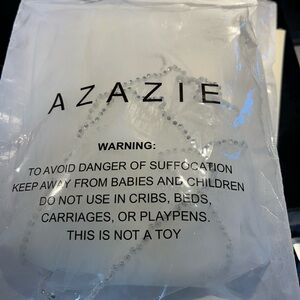 AZAZIE
WARNING:
TO AVOID DANGER OF SUFFOCATION
KEEP AWAY FROM BABIES AND CHILDREN
DO NOT USE IN CRIBS, BEDS,
CARRIAGES, OR PLAYPENS.
THIS IS NOT A TOY